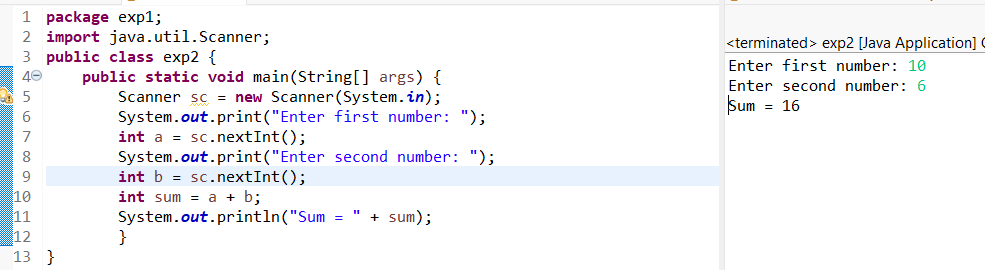 1 package exp1;
2 import java.util.Scanner;
3 public class exp2 {
4     public static void main(String[] args) {
5         Scanner sc = new Scanner(System.in);
6         System.out.print("Enter first number: ");
7         int a = sc.nextInt();
8         System.out.print("Enter second number: ");
9         int b = sc.nextInt();
10         int sum = a + b;
11         System.out.println("Sum = " + sum);
12         }
13 }
<terminated> exp2 [Java Application]
Enter first number: 10
Enter second number: 6
Sum = 16